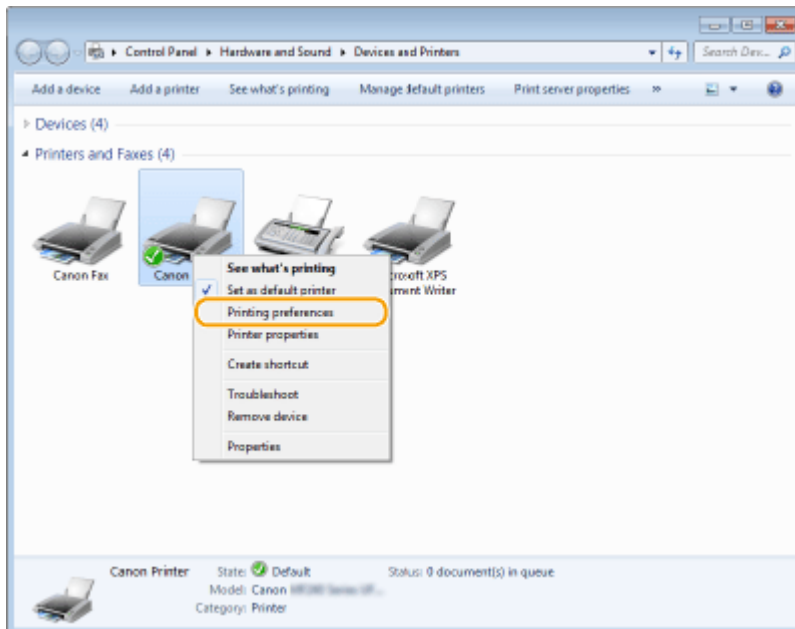 Control Panel ▸ Hardware and Sound ▸ Devices and Printers
Search Dev...
Add a device Add a printer See what's printing Manage default printers Print server properties »
Devices (4)
Printers and Faxes (4)
Canon Fax
Canon
crosoft XPS
ument Writer
See what's printing
Set as default printer
Printing preferences
Printer properties
Create shortcut
Troubleshoot
Remove device
Properties
Canon Printer State: Default Status: 0 document(s) in queue
Model: Canon
Category: Printer